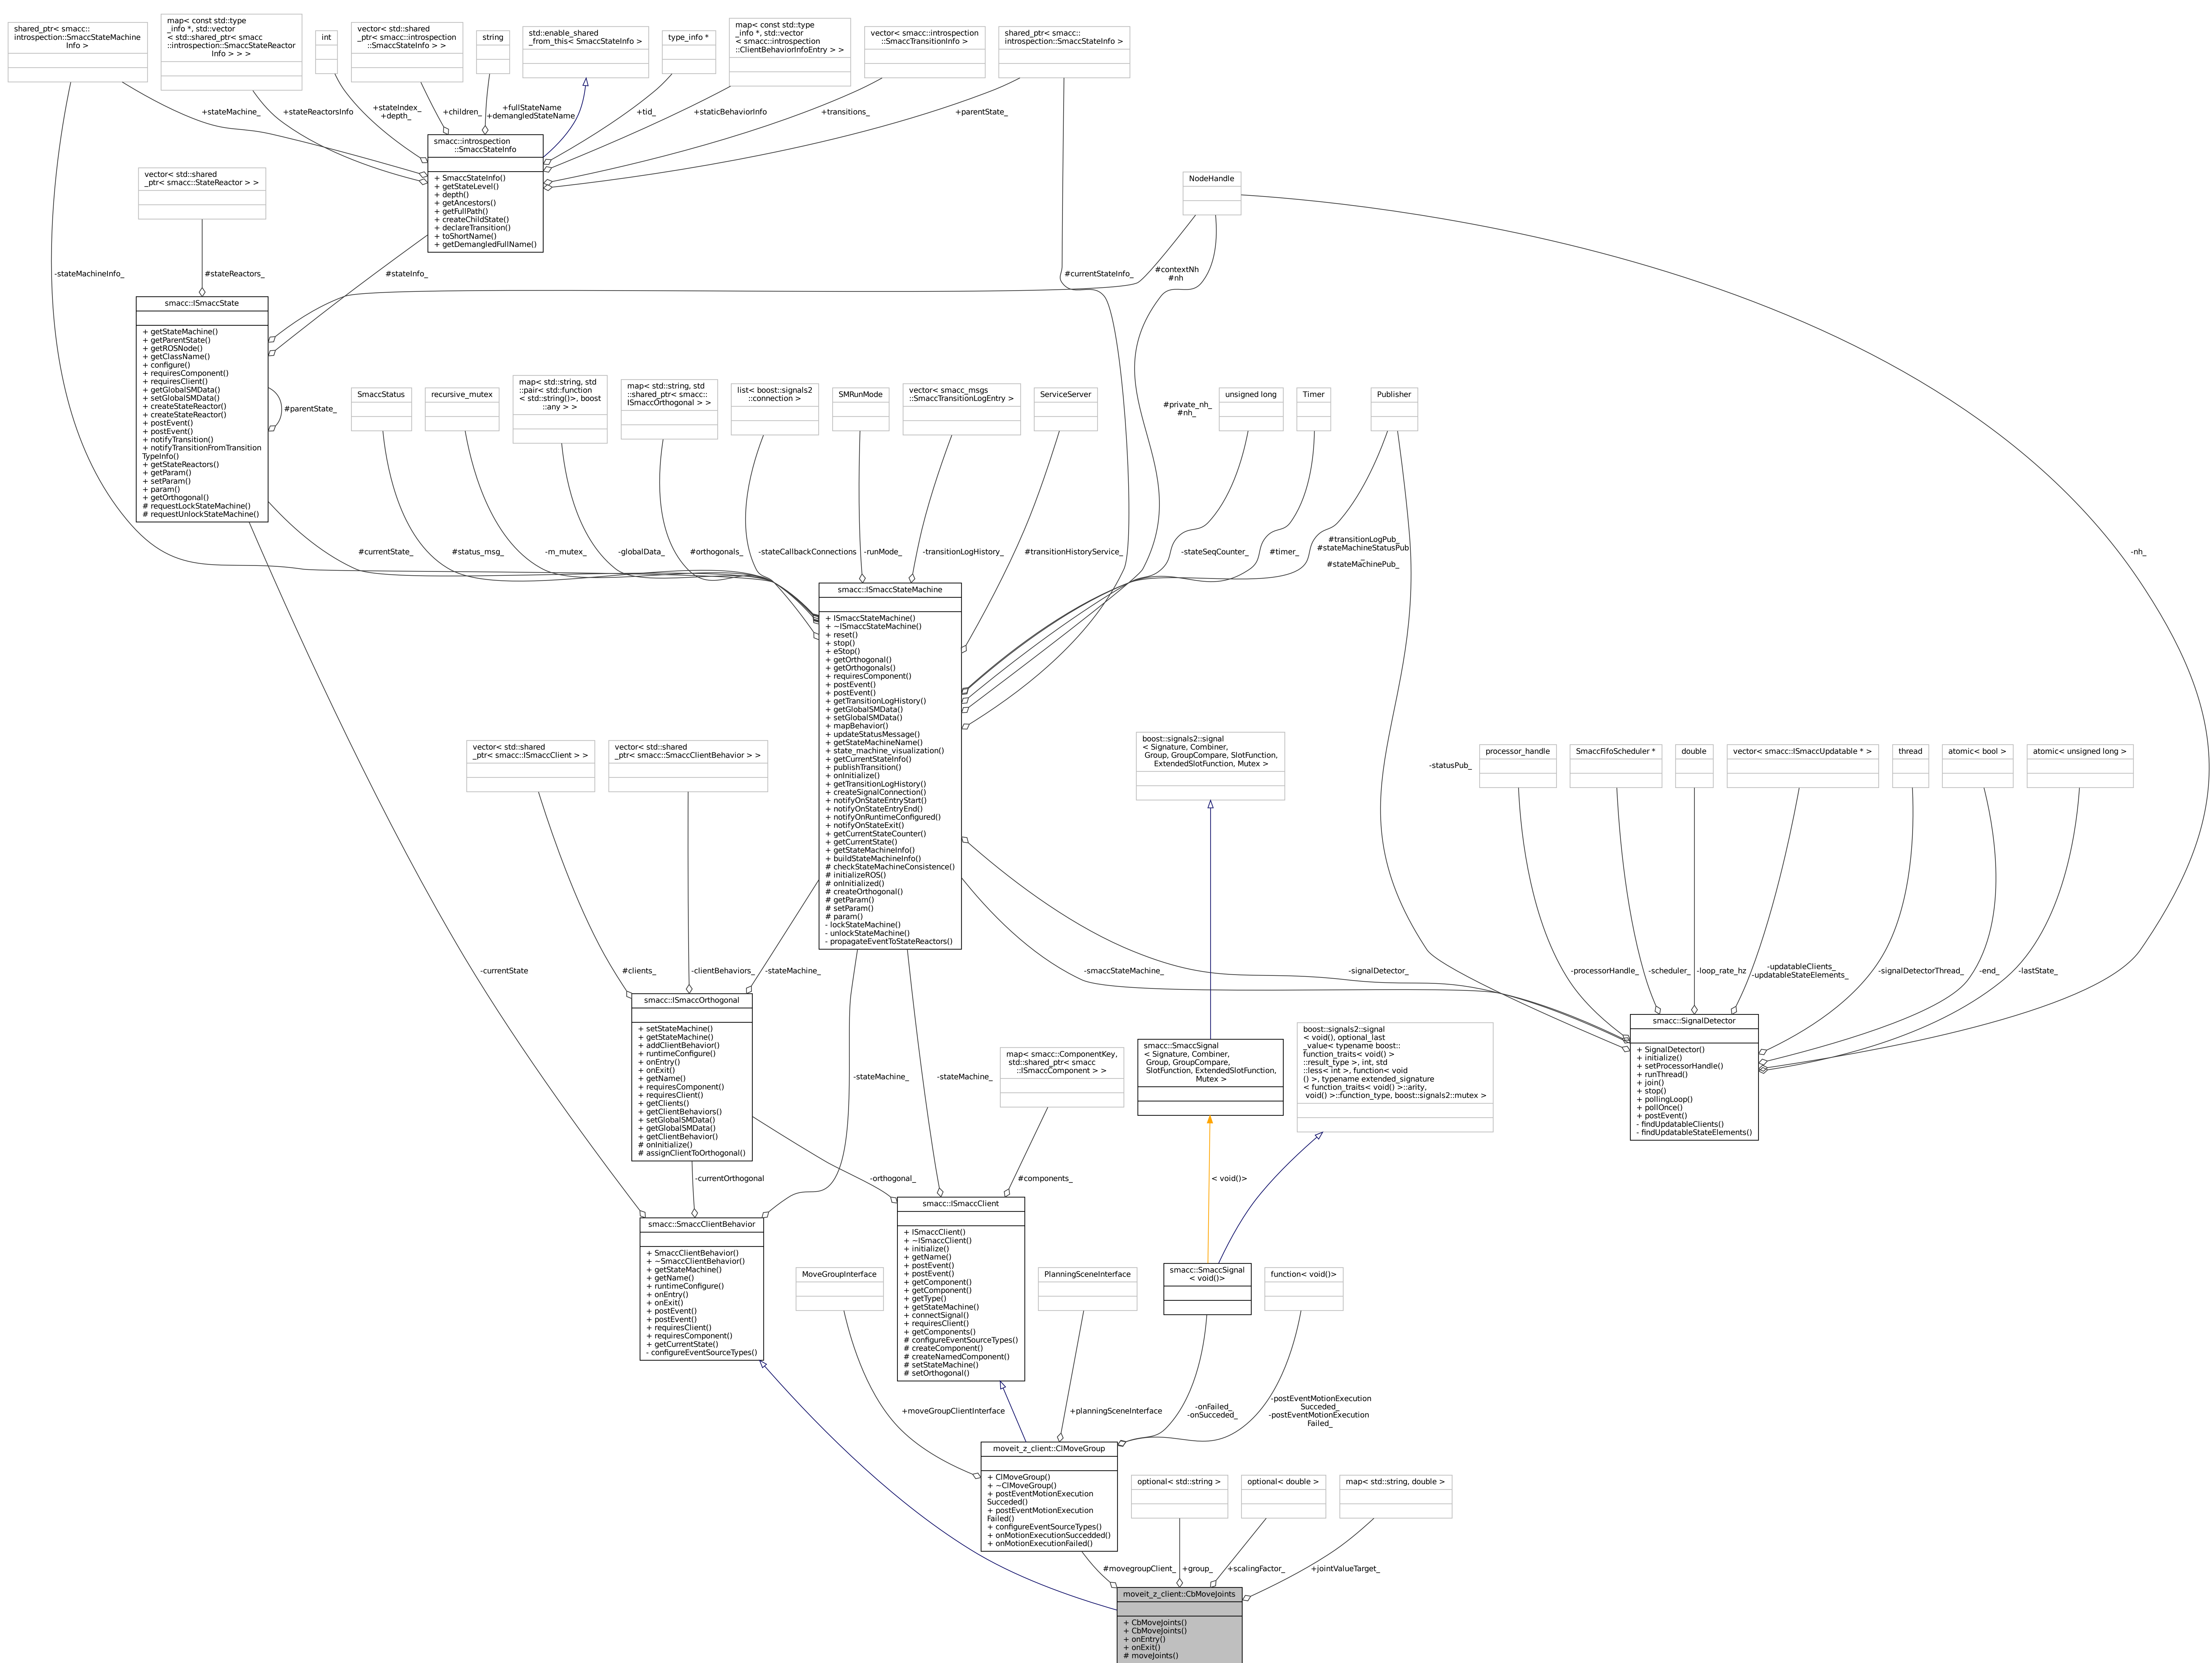 shared_ptr< smacc::
introspection::SmaccStateMachine
Info >
map< const std::type
_info *, std::vector
< std::shared_ptr< smacc
::introspection::SmaccStateReactor
Info > > >
int
vector< std::shared
_ptr< smacc::introspection
::SmaccStateInfo > >
string
std::enable_shared
_from_this< SmaccStateInfo >
type_info *
map< const std::type
_info *, std::vector
< smacc::introspection
::ClientBehaviorInfoEntry > >
vector< smacc::introspection
::SmaccTransitionInfo >
shared_ptr< smacc::
introspection::SmaccStateInfo >
+stateMachine_
+stateReactorsInfo
+stateIndex_
+depth_
+children_
+fullStateName
+demangledStateName
+tid_
+staticBehaviorInfo
+transitions_
+parentState_
smacc::introspection
::SmaccStateInfo
+ SmaccStateInfo()
+ getStateLevel()
+ depth()
+ getAncestors()
+ getFullPath()
+ createChildState()
+ declareTransition()
+ toShortName()
+ getDemangledFullName()
vector< std::shared
_ptr< smacc::StateReactor > >
NodeHandle
-stateMachineInfo_
#stateReactors_
#stateInfo_
#currentStateInfo_
#contextNh
#nh
smacc::ISmaccState
+ getStateMachine()
+ getParentState()
+ getROSNode()
+ getClassName()
+ configure()
+ requiresComponent()
+ requiresClient()
+ getGlobalSMData()
+ setGlobalSMData()
+ createStateReactor()
+ createStateReactor()
+ postEvent()
+ postEvent()
+ notifyTransition()
+ notifyTransitionFromTransition
TypeInfo()
+ getStateReactors()
+ getParam()
+ setParam()
+ param()
+ getOrthogonal()
# requestLockStateMachine()
# requestUnlockStateMachine()
#parentState_
SmaccStatus
recursive_mutex
map< std::string, std
::pair< std::function
< std::string()>, boost
::any > >
map< std::string, std
::shared_ptr< smacc::
ISmaccOrthogonal > >
list< boost::signals2
::connection >
SMRunMode
vector< smacc_msgs
::SmaccTransitionLogEntry >
ServiceServer
#private_nh_
#nh_
unsigned long
Timer
Publisher
#currentState_
#status_msg_
-m_mutex_
-globalData_
#orthogonals_
-stateCallbackConnections
-runMode_
-transitionLogHistory_
#transitionHistoryService_
-stateSeqCounter_
#timer_
#transitionLogPub_
#stateMachineStatusPub
_
#stateMachinePub_
-nh_
smacc::ISmaccStateMachine
+ ISmaccStateMachine()
+ ~ISmaccStateMachine()
+ reset()
+ stop()
+ eStop()
+ getOrthogonal()
+ getOrthogonals()
+ requiresComponent()
+ postEvent()
+ postEvent()
+ getTransitionLogHistory()
+ getGlobalSMData()
+ setGlobalSMData()
+ mapBehavior()
+ updateStatusMessage()
+ getStateMachineName()
+ state_machine_visualization()
+ getCurrentStateInfo()
+ publishTransition()
+ onInitialize()
+ getTransitionLogHistory()
+ createSignalConnection()
+ notifyOnStateEntryStart()
+ notifyOnStateEntryEnd()
+ notifyOnRuntimeConfigured()
+ notifyOnStateExit()
+ getCurrentStateCounter()
+ getCurrentState()
+ getStateMachineInfo()
+ buildStateMachineInfo()
# checkStateMachineConsistence()
# initializeROS()
# onInitialized()
# createOrthogonal()
# getParam()
# setParam()
# param()
- lockStateMachine()
- unlockStateMachine()
- propagateEventToStateReactors()
vector< std::shared
_ptr< smacc::ISmaccClient > >
vector< std::shared
_ptr< smacc::SmaccClientBehavior > >
boost::signals2::signal
< Signature, Combiner,
Group, GroupCompare, SlotFunction,
ExtendedSlotFunction, Mutex >
-statusPub_
processor_handle
SmaccFifoScheduler *
double
vector< smacc::ISmaccUpdatable * >
thread
atomic< bool >
atomic< unsigned long >
-currentState
#clients_
-clientBehaviors_
-stateMachine_
-smaccStateMachine_
-signalDetector_
-processorHandle_
-scheduler_
-loop_rate_hz
-updatableClients_
-updatableStateElements_
-signalDetectorThread_
-end_
-lastState_
smacc::ISmaccOrthogonal
+ setStateMachine()
+ getStateMachine()
+ addClientBehavior()
+ runtimeConfigure()
+ onEntry()
+ onExit()
+ getName()
+ requiresComponent()
+ requiresClient()
+ getClients()
+ getClientBehaviors()
+ setGlobalSMData()
+ getGlobalSMData()
+ getClientBehavior()
# onInitialize()
# assignClientToOrthogonal()
-stateMachine_
-stateMachine_
map< smacc::ComponentKey,
std::shared_ptr< smacc
::ISmaccComponent > >
smacc::SmaccSignal
< Signature, Combiner,
Group, GroupCompare,
SlotFunction, ExtendedSlotFunction,
Mutex >
boost::signals2::signal
< void(), optional_last
_value< typename boost::
function_traits< void() >
::result_type >, int, std
::less< int >, function< void
() >, typename extended_signature
< function_traits< void() >::arity,
void() >::function_type, boost::signals2::mutex >
smacc::SignalDetector
+ SignalDetector()
+ initialize()
+ setProcessorHandle()
+ runThread()
+ join()
+ stop()
+ pollingLoop()
+ pollOnce()
+ postEvent()
- findUpdatableClients()
- findUpdatableStateElements()
-currentOrthogonal
-orthogonal_
#components_
< void()>
smacc::SmaccClientBehavior
+ SmaccClientBehavior()
+ ~SmaccClientBehavior()
+ getStateMachine()
+ getName()
+ runtimeConfigure()
+ onEntry()
+ onExit()
+ postEvent()
+ postEvent()
+ requiresClient()
+ requiresComponent()
+ getCurrentState()
- configureEventSourceTypes()
smacc::ISmaccClient
+ ISmaccClient()
+ ~ISmaccClient()
+ initialize()
+ getName()
+ postEvent()
+ postEvent()
+ getComponent()
+ getComponent()
+ getType()
+ getStateMachine()
+ connectSignal()
+ requiresClient()
+ getComponents()
# configureEventSourceTypes()
# createComponent()
# createNamedComponent()
# setStateMachine()
# setOrthogonal()
MoveGroupInterface
PlanningSceneInterface
smacc::SmaccSignal
< void()>
function< void()>
+moveGroupClientInterface
+planningSceneInterface
-onFailed_
-onSucceded_
-postEventMotionExecution
Succeded_
-postEventMotionExecution
Failed_
moveit_z_client::ClMoveGroup
+ ClMoveGroup()
+ ~ClMoveGroup()
+ postEventMotionExecution
Succeded()
+ postEventMotionExecution
Failed()
+ configureEventSourceTypes()
+ onMotionExecutionSuccedded()
+ onMotionExecutionFailed()
optional< std::string >
optional< double >
map< std::string, double >
#movegroupClient_
+group_
+scalingFactor_
+jointValueTarget_
moveit_z_client::CbMoveJoints
+ CbMoveJoints()
+ CbMoveJoints()
+ onEntry()
+ onExit()
# moveJoints()